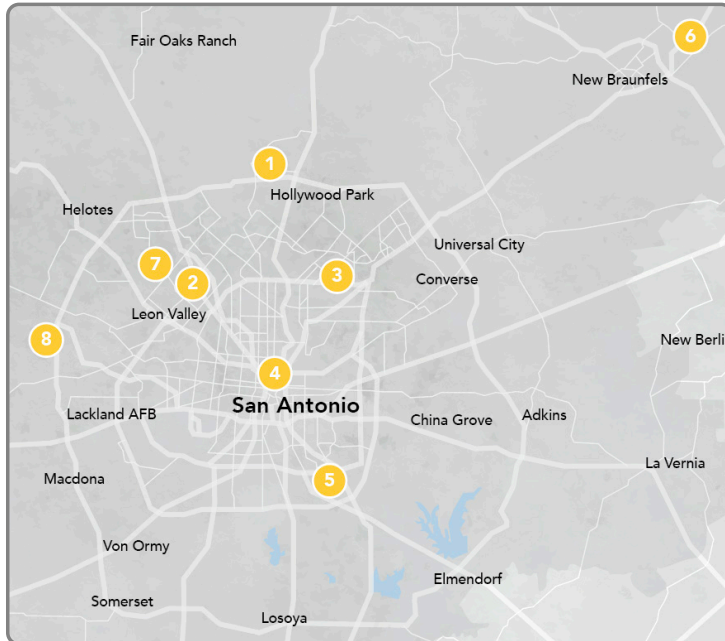 Fair Oaks Ranch
6
New Braunfels
1
Hollywood Park
Helotes
Universal City
7
2
3
Converse
Leon Valley
8
New Berli
4
San Antonio
Lackland AFB
China Grove
Adkins
La Vernia
Macdona
5
Von Ormy
Elmendorf
Somerset
Losoya